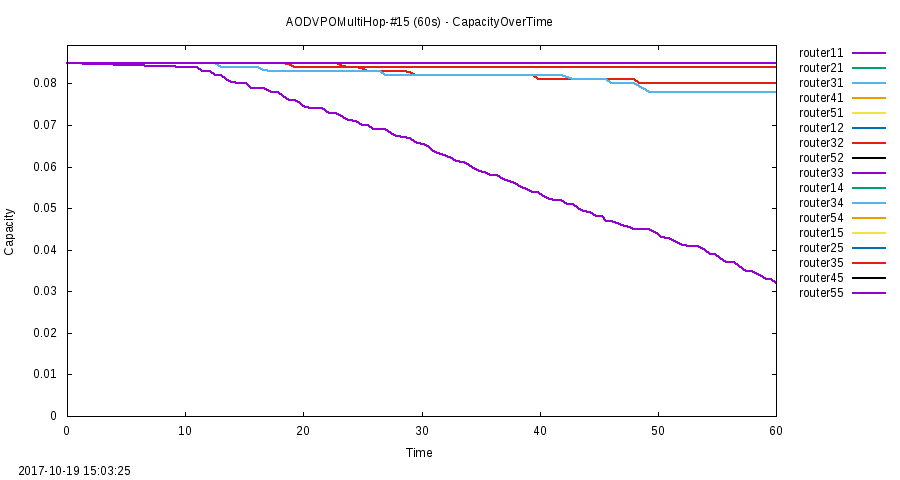 AODVPOMultiHop-#15 (60s) - CapacityOverTime
Capacity
0.08
0.07
0.06
0.05
0.04
0.03
0.02
0.01
0
0 10 20 30 40 50 60
Time
router11
router21
router31
router41
router51
router12
router32
router52
router33
router14
router34
router54
router15
router25
router35
router45
router55
2017-10-19 15:03:25